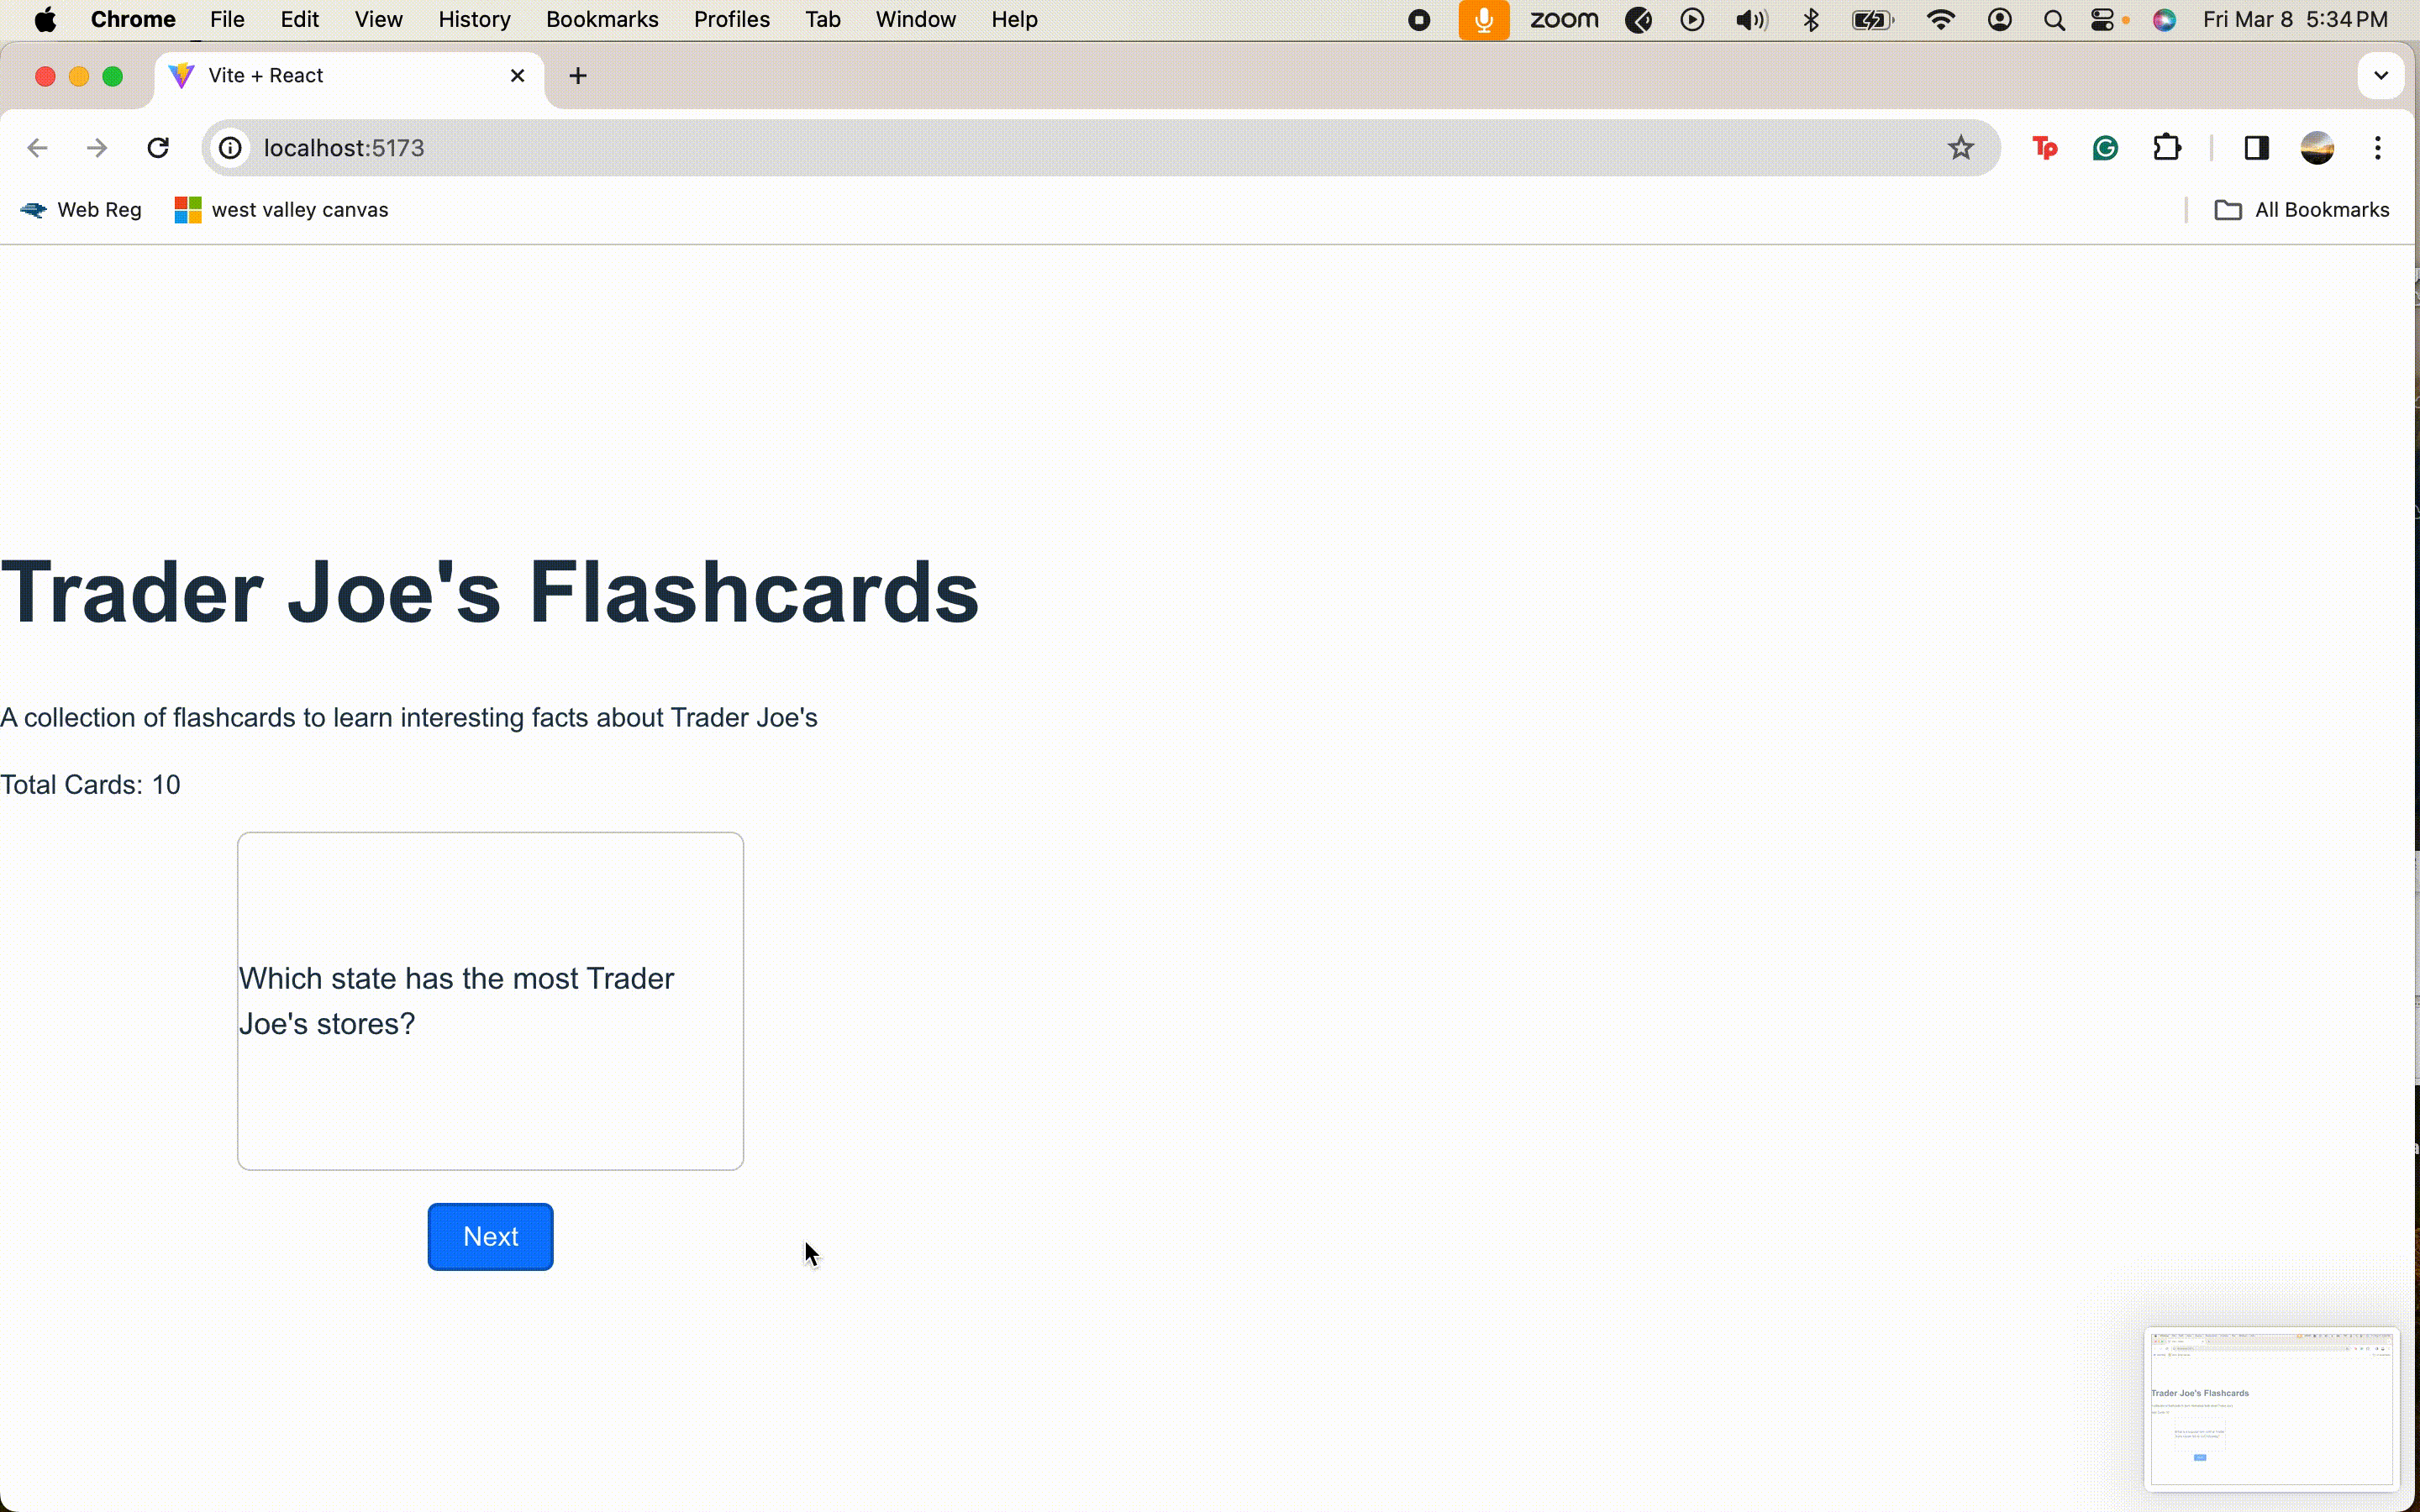 Chrome File Edit View History Bookmarks Profiles Tab Window Help zoom Fri Mar 8 5:34 PM
Vite + React
localhost:5173 Tp
Web Reg west valley canvas All Bookmarks
Trader Joe's Flashcards
A collection of flashcards to learn interesting facts about Trader Joe's
Total Cards: 10
Which state has the most Trader
Joe's stores?
Next
Trader Joe's Flashcards